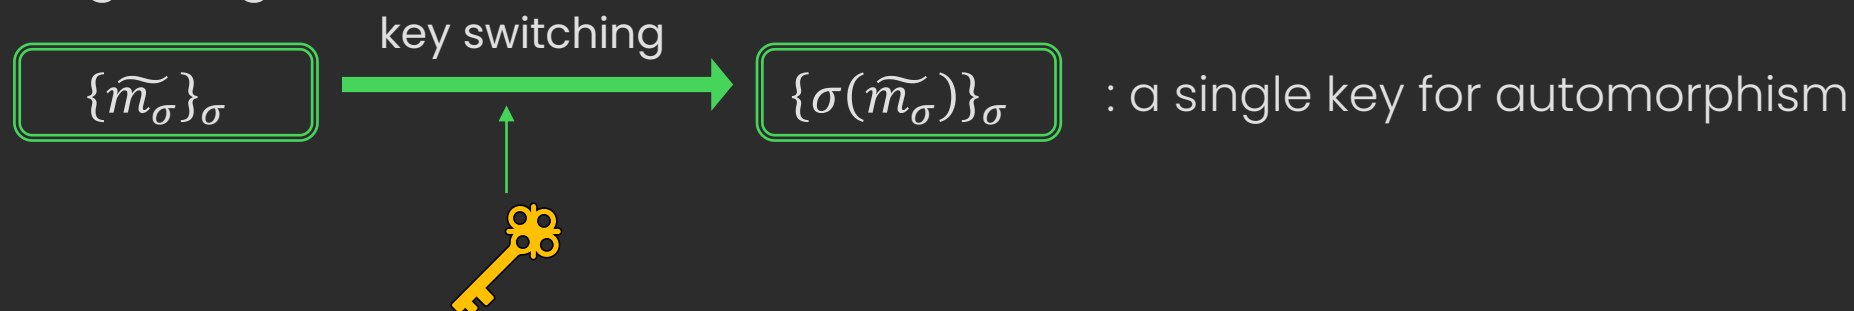 key switching
{m̃_σ}_σ
{σ(m̃_σ)}_σ
: a single key for automorphism